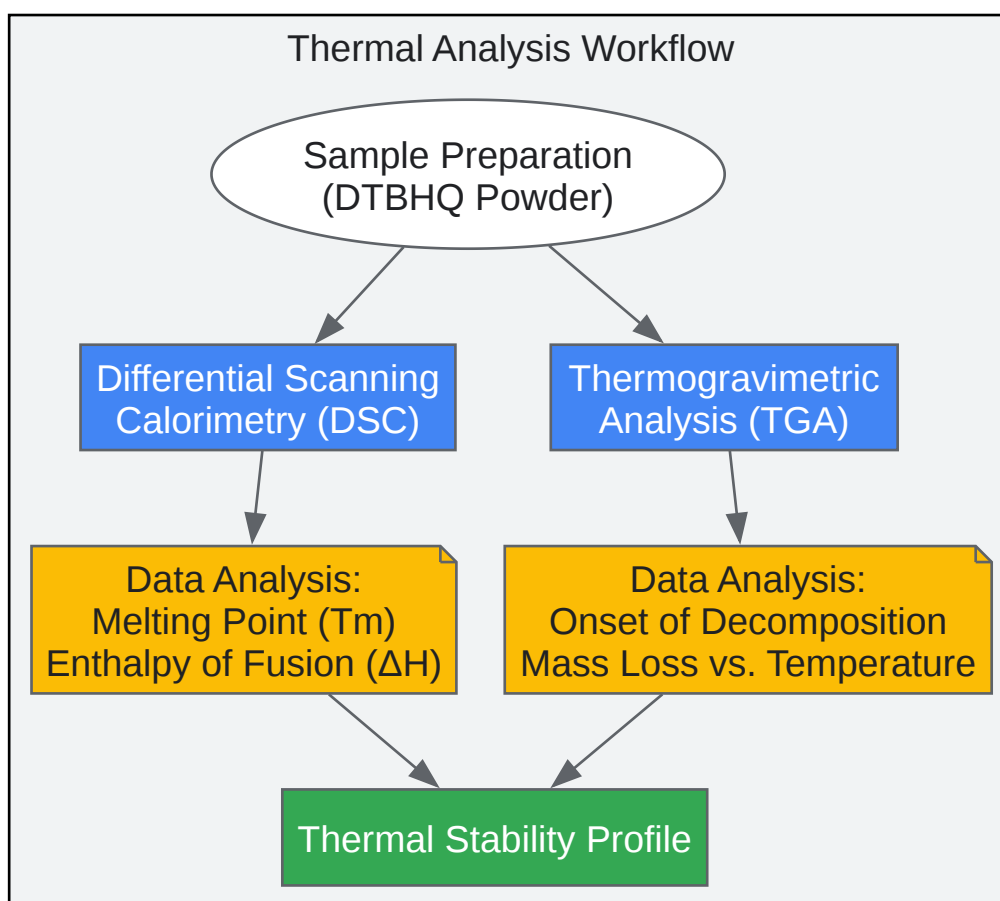 Thermal Analysis Workflow
Sample Preparation
(DTBHQ Powder)
Differential Scanning
Calorimetry (DSC)
Thermogravimetric
Analysis (TGA)
Data Analysis:
Melting Point (Tm)
Enthalpy of Fusion (ΔH)
Data Analysis:
Onset of Decomposition
Mass Loss vs. Temperature
Thermal Stability Profile